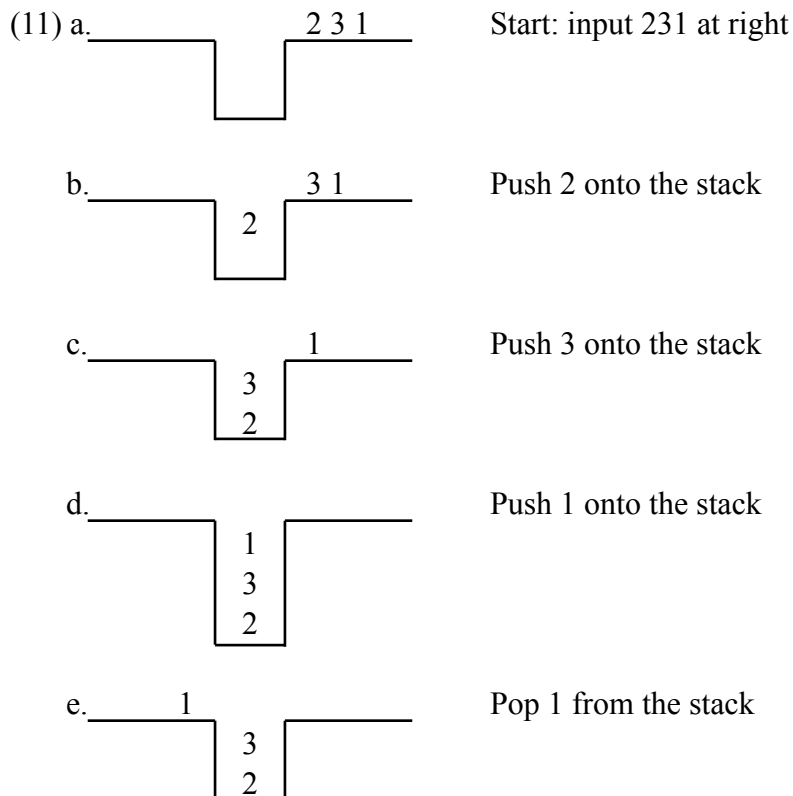 (11) a. 2 3 1 Start: input 231 at right
b. 3 1 Push 2 onto the stack
2
c. 1 Push 3 onto the stack
3
2
d. Push 1 onto the stack
1
3
2
e. 1 Pop 1 from the stack
3
2